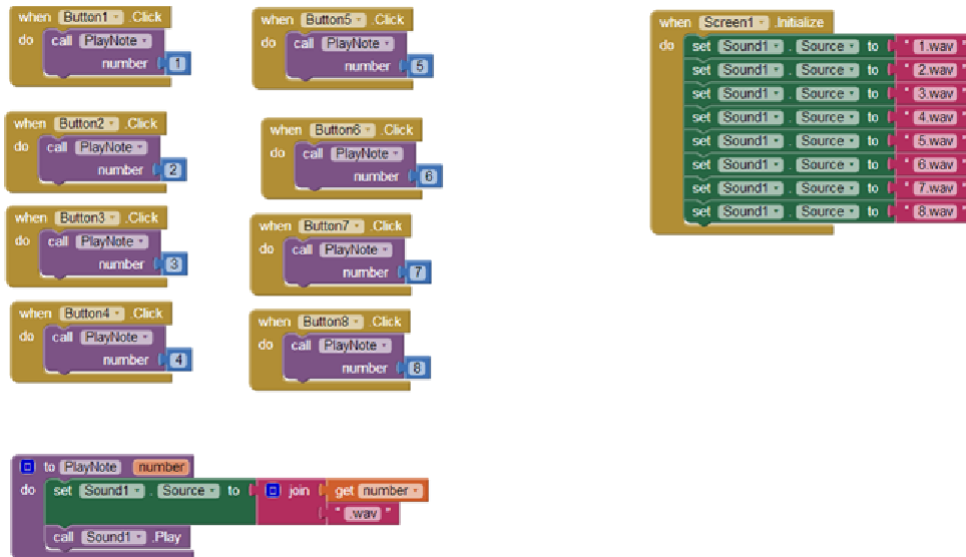 when Button1 .Click
do call PlayNote
number 1
when Button2 .Click
do call PlayNote
number 2
when Button3 .Click
do call PlayNote
number 3
when Button4 .Click
do call PlayNote
number 4
when Button5 .Click
do call PlayNote
number 5
when Button6 .Click
do call PlayNote
number 6
when Button7 .Click
do call PlayNote
number 7
when Button8 .Click
do call PlayNote
number 8
when Screen1 .Initialize
do set Sound1 . Source to " 1.wav "
set Sound1 . Source to " 2.wav "
set Sound1 . Source to " 3.wav "
set Sound1 . Source to " 4.wav "
set Sound1 . Source to " 5.wav "
set Sound1 . Source to " 6.wav "
set Sound1 . Source to " 7.wav "
set Sound1 . Source to " 8.wav "
to PlayNote number
do set Sound1 . Source to join get number
" .wav "
call Sound1 .Play